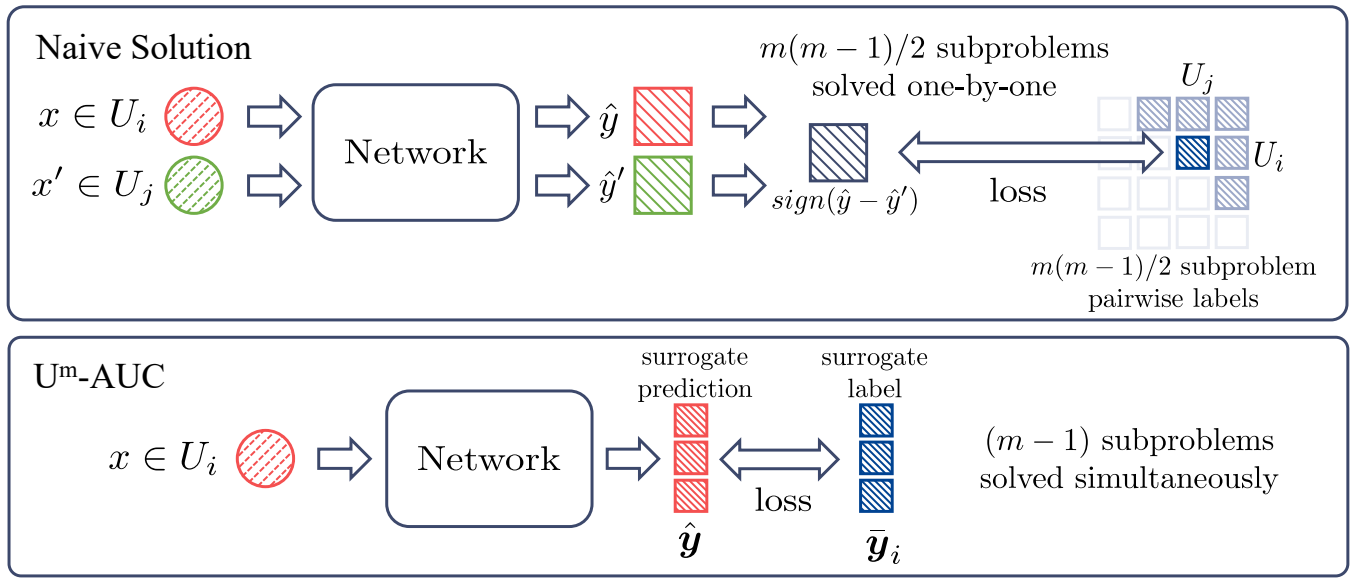 Naive Solution
x ∈ U_i
x′ ∈ U_j
Network
ŷ
ŷ′
m(m − 1)/2 subproblems
solved one-by-one
sign(ŷ − ŷ′)
loss
U_j
U_i
m(m − 1)/2 subproblem
pairwise labels
Uᵐ-AUC
x ∈ U_i
Network
surrogate
prediction
ŷ
loss
surrogate
label
ȳ_i
(m − 1) subproblems
solved simultaneously